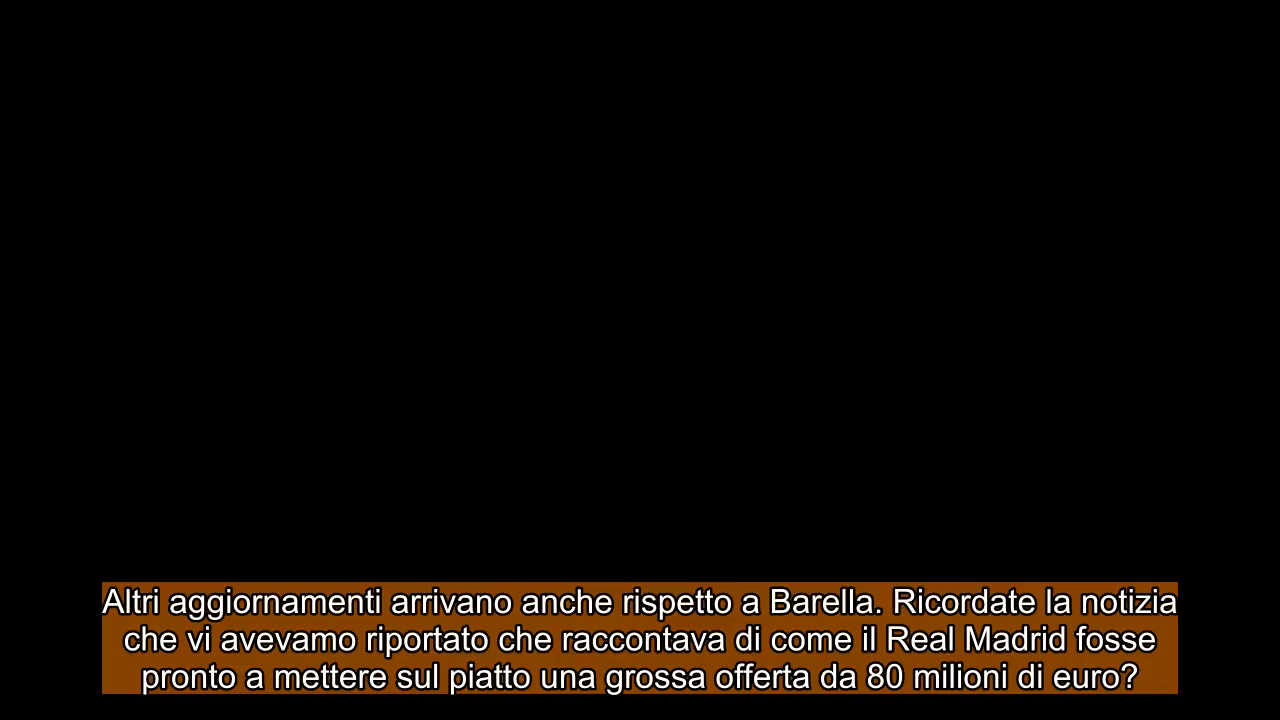 Altri aggiornamenti arrivano anche rispetto a Barella. Ricordate la notizia
che vi avevamo riportato che raccontava di come il Real Madrid fosse
pronto a mettere sul piatto una grossa offerta da 80 milioni di euro?